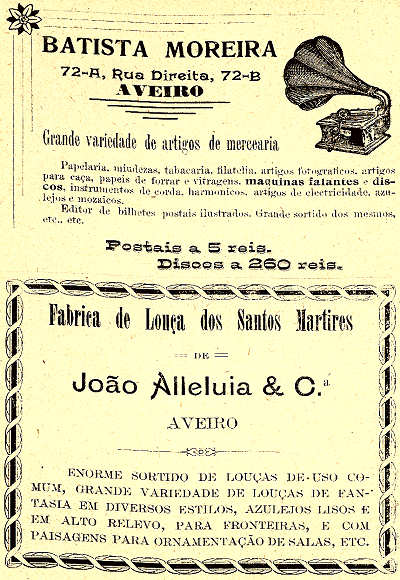 BATISTA MOREIRA
72-A, Rua Direita, 72-B
AVEIRO
Grande variedade de artigos de mercearia
Papelaria, miudezas, tabacaria, filatelia, artigos fotograficos, artigos
para caça, papeis de forrar e vitragens, maquinas falantes e dis-
cos, instrumentos de corda, harmonicos, artigos de electricidade, azu-
lejos e mozaicos.
Editor de bilhetes postais ilustrados. Grande sortido dos mesmos,
etc., etc.
Postais a 5 reis.
Discos a 260 reis.
Fabrica de Louça dos Santos Martires
DE
João Alleluia & C.ª
AVEIRO
ENORME SORTIDO DE LOUÇAS DE USO CO-
MUM, GRANDE VARIEDADE DE LOUÇAS DE FAN-
TASIA EM DIVERSOS ESTILOS, AZULEJOS LISOS E
EM ALTO RELEVO, PARA FRONTEIRAS, E COM
PAISAGENS PARA ORNAMENTAÇÃO DE SALAS, ETC.